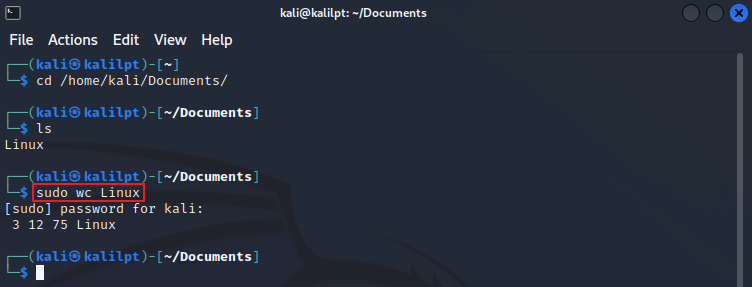 kali@kalilpt: ~/Documents
File Actions Edit View Help
┌──(kali㉿kalilpt)-[~]
└─$ cd /home/kali/Documents/
┌──(kali㉿kalilpt)-[~/Documents]
└─$ ls
Linux
┌──(kali㉿kalilpt)-[~/Documents]
└─$ sudo wc Linux
[sudo] password for kali:
 3 12 75 Linux
┌──(kali㉿kalilpt)-[~/Documents]
└─$